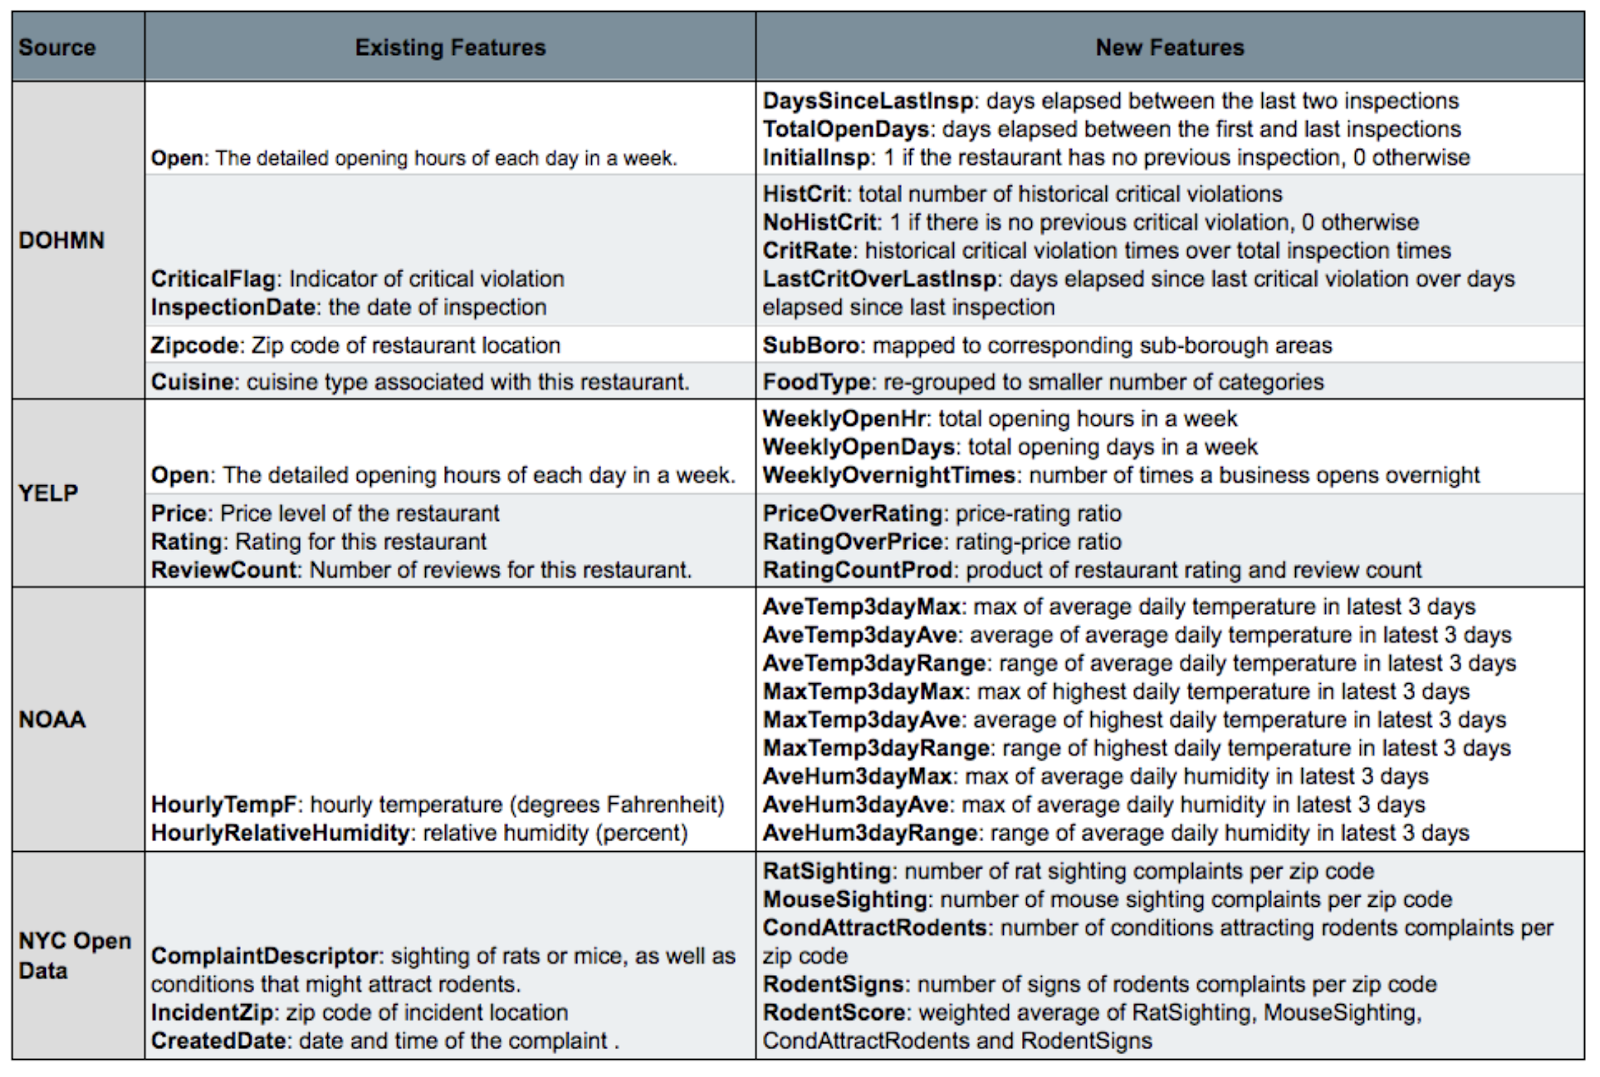 Source
Existing Features
New Features
DOHMN
Open: The detailed opening hours of each day in a week.
DaysSinceLastInsp: days elapsed between the last two inspections
TotalOpenDays: days elapsed between the first and last inspections
InitialInsp: 1 if the restaurant has no previous inspection, 0 otherwise
CriticalFlag: Indicator of critical violation
InspectionDate: the date of inspection
HistCrit: total number of historical critical violations
NoHistCrit: 1 if there is no previous critical violation, 0 otherwise
CritRate: historical critical violation times over total inspection times
LastCritOverLastInsp: days elapsed since last critical violation over days
elapsed since last inspection
Zipcode: Zip code of restaurant location
SubBoro: mapped to corresponding sub-borough areas
Cuisine: cuisine type associated with this restaurant.
FoodType: re-grouped to smaller number of categories
YELP
Open: The detailed opening hours of each day in a week.
WeeklyOpenHr: total opening hours in a week
WeeklyOpenDays: total opening days in a week
WeeklyOvernightTimes: number of times a business opens overnight
Price: Price level of the restaurant
Rating: Rating for this restaurant
ReviewCount: Number of reviews for this restaurant.
PriceOverRating: price-rating ratio
RatingOverPrice: rating-price ratio
RatingCountProd: product of restaurant rating and review count
NOAA
HourlyTempF: hourly temperature (degrees Fahrenheit)
HourlyRelativeHumidity: relative humidity (percent)
AveTemp3dayMax: max of average daily temperature in latest 3 days
AveTemp3dayAve: average of average daily temperature in latest 3 days
AveTemp3dayRange: range of average daily temperature in latest 3 days
MaxTemp3dayMax: max of highest daily temperature in latest 3 days
MaxTemp3dayAve: average of highest daily temperature in latest 3 days
MaxTemp3dayRange: range of highest daily temperature in latest 3 days
AveHum3dayMax: max of average daily humidity in latest 3 days
AveHum3dayAve: max of average daily humidity in latest 3 days
AveHum3dayRange: range of average daily humidity in latest 3 days
NYC Open
Data
ComplaintDescriptor: sighting of rats or mice, as well as
conditions that might attract rodents.
IncidentZip: zip code of incident location
CreatedDate: date and time of the complaint .
RatSighting: number of rat sighting complaints per zip code
MouseSighting: number of mouse sighting complaints per zip code
CondAttractRodents: number of conditions attracting rodents complaints per
zip code
RodentSigns: number of signs of rodents complaints per zip code
RodentScore: weighted average of RatSighting, MouseSighting,
CondAttractRodents and RodentSigns